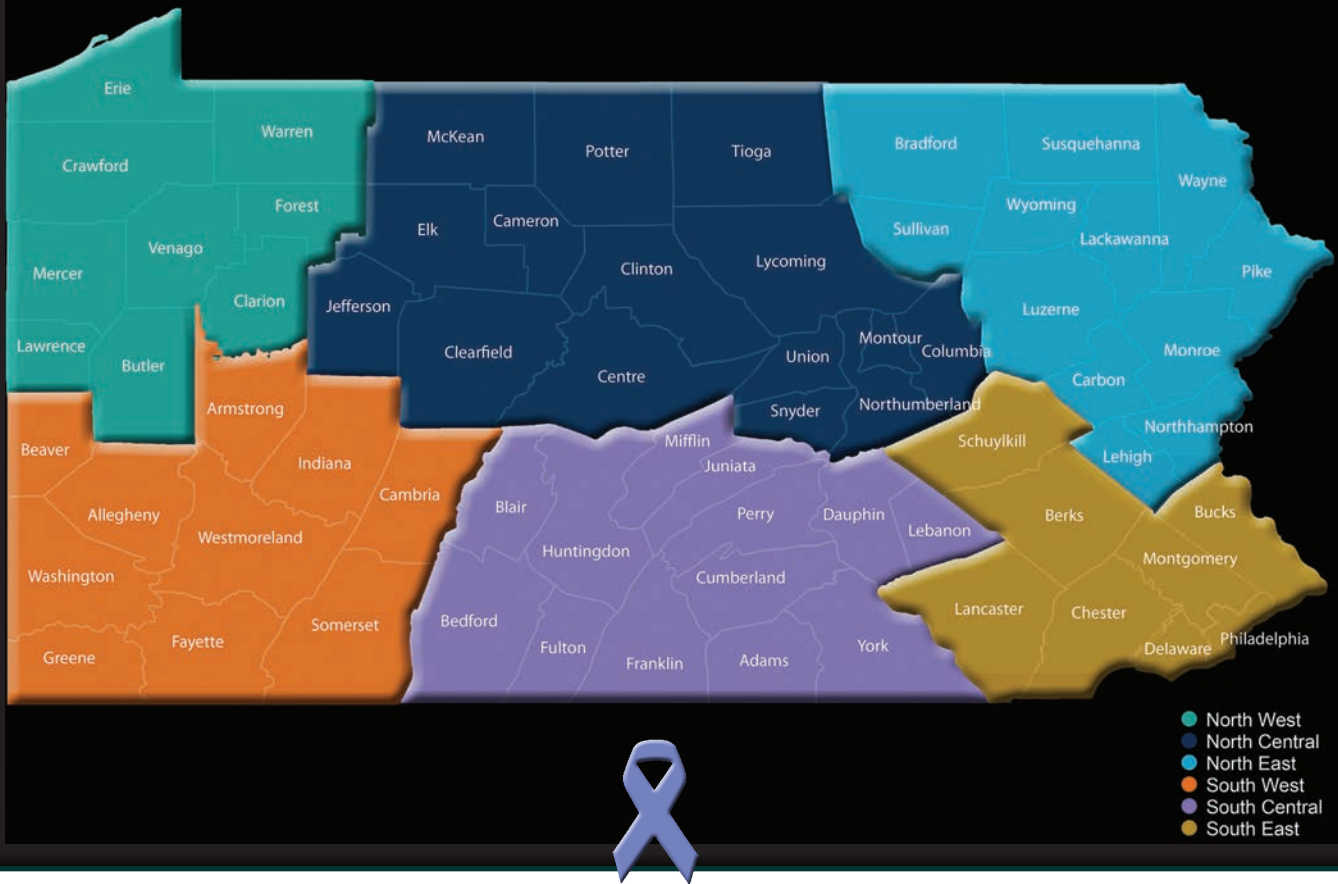 Erie
Warren
Crawford
Forest
Venago
Mercer
Clarion
Lawrence
Butler
McKean
Potter
Tioga
Elk
Cameron
Clinton
Lycoming
Jefferson
Clearfield
Centre
Union
Montour
Columbia
Snyder
Northumberland
Bradford
Susquehanna
Wayne
Wyoming
Sullivan
Lackawanna
Pike
Luzerne
Monroe
Carbon
Northhampton
Lehigh
Armstrong
Beaver
Indiana
Cambria
Allegheny
Westmoreland
Washington
Somerset
Fayette
Greene
Mifflin
Juniata
Blair
Perry
Dauphin
Lebanon
Huntingdon
Cumberland
Bedford
Fulton
Franklin
Adams
York
Schuylkill
Berks
Bucks
Montgomery
Lancaster
Chester
Delaware
Philadelphia
North West
North Central
North East
South West
South Central
South East